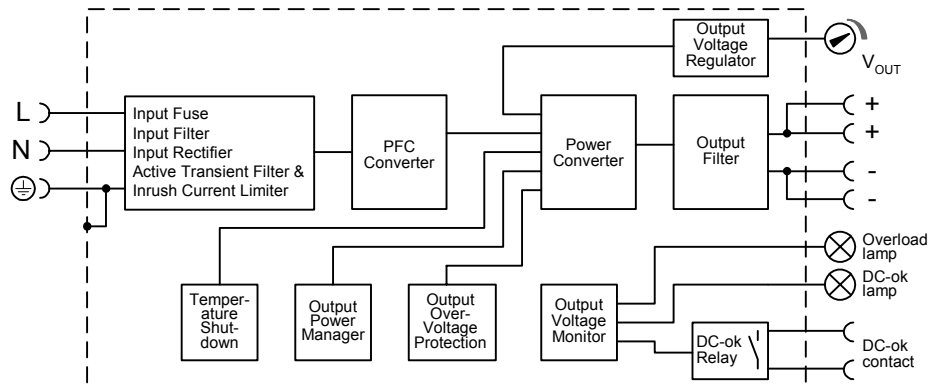 Output
Voltage
Regulator
VOUT
L
N
Input Fuse
Input Filter
Input Rectifier
Active Transient Filter &
Inrush Current Limiter
PFC
Converter
Power
Converter
Output
Filter
+
+
-
-
Temper-
ature
Shut-
down
Output
Power
Manager
Output
Over-
Voltage
Protection
Output
Voltage
Monitor
Overload
lamp
DC-ok
lamp
DC-ok
Relay
DC-ok
contact